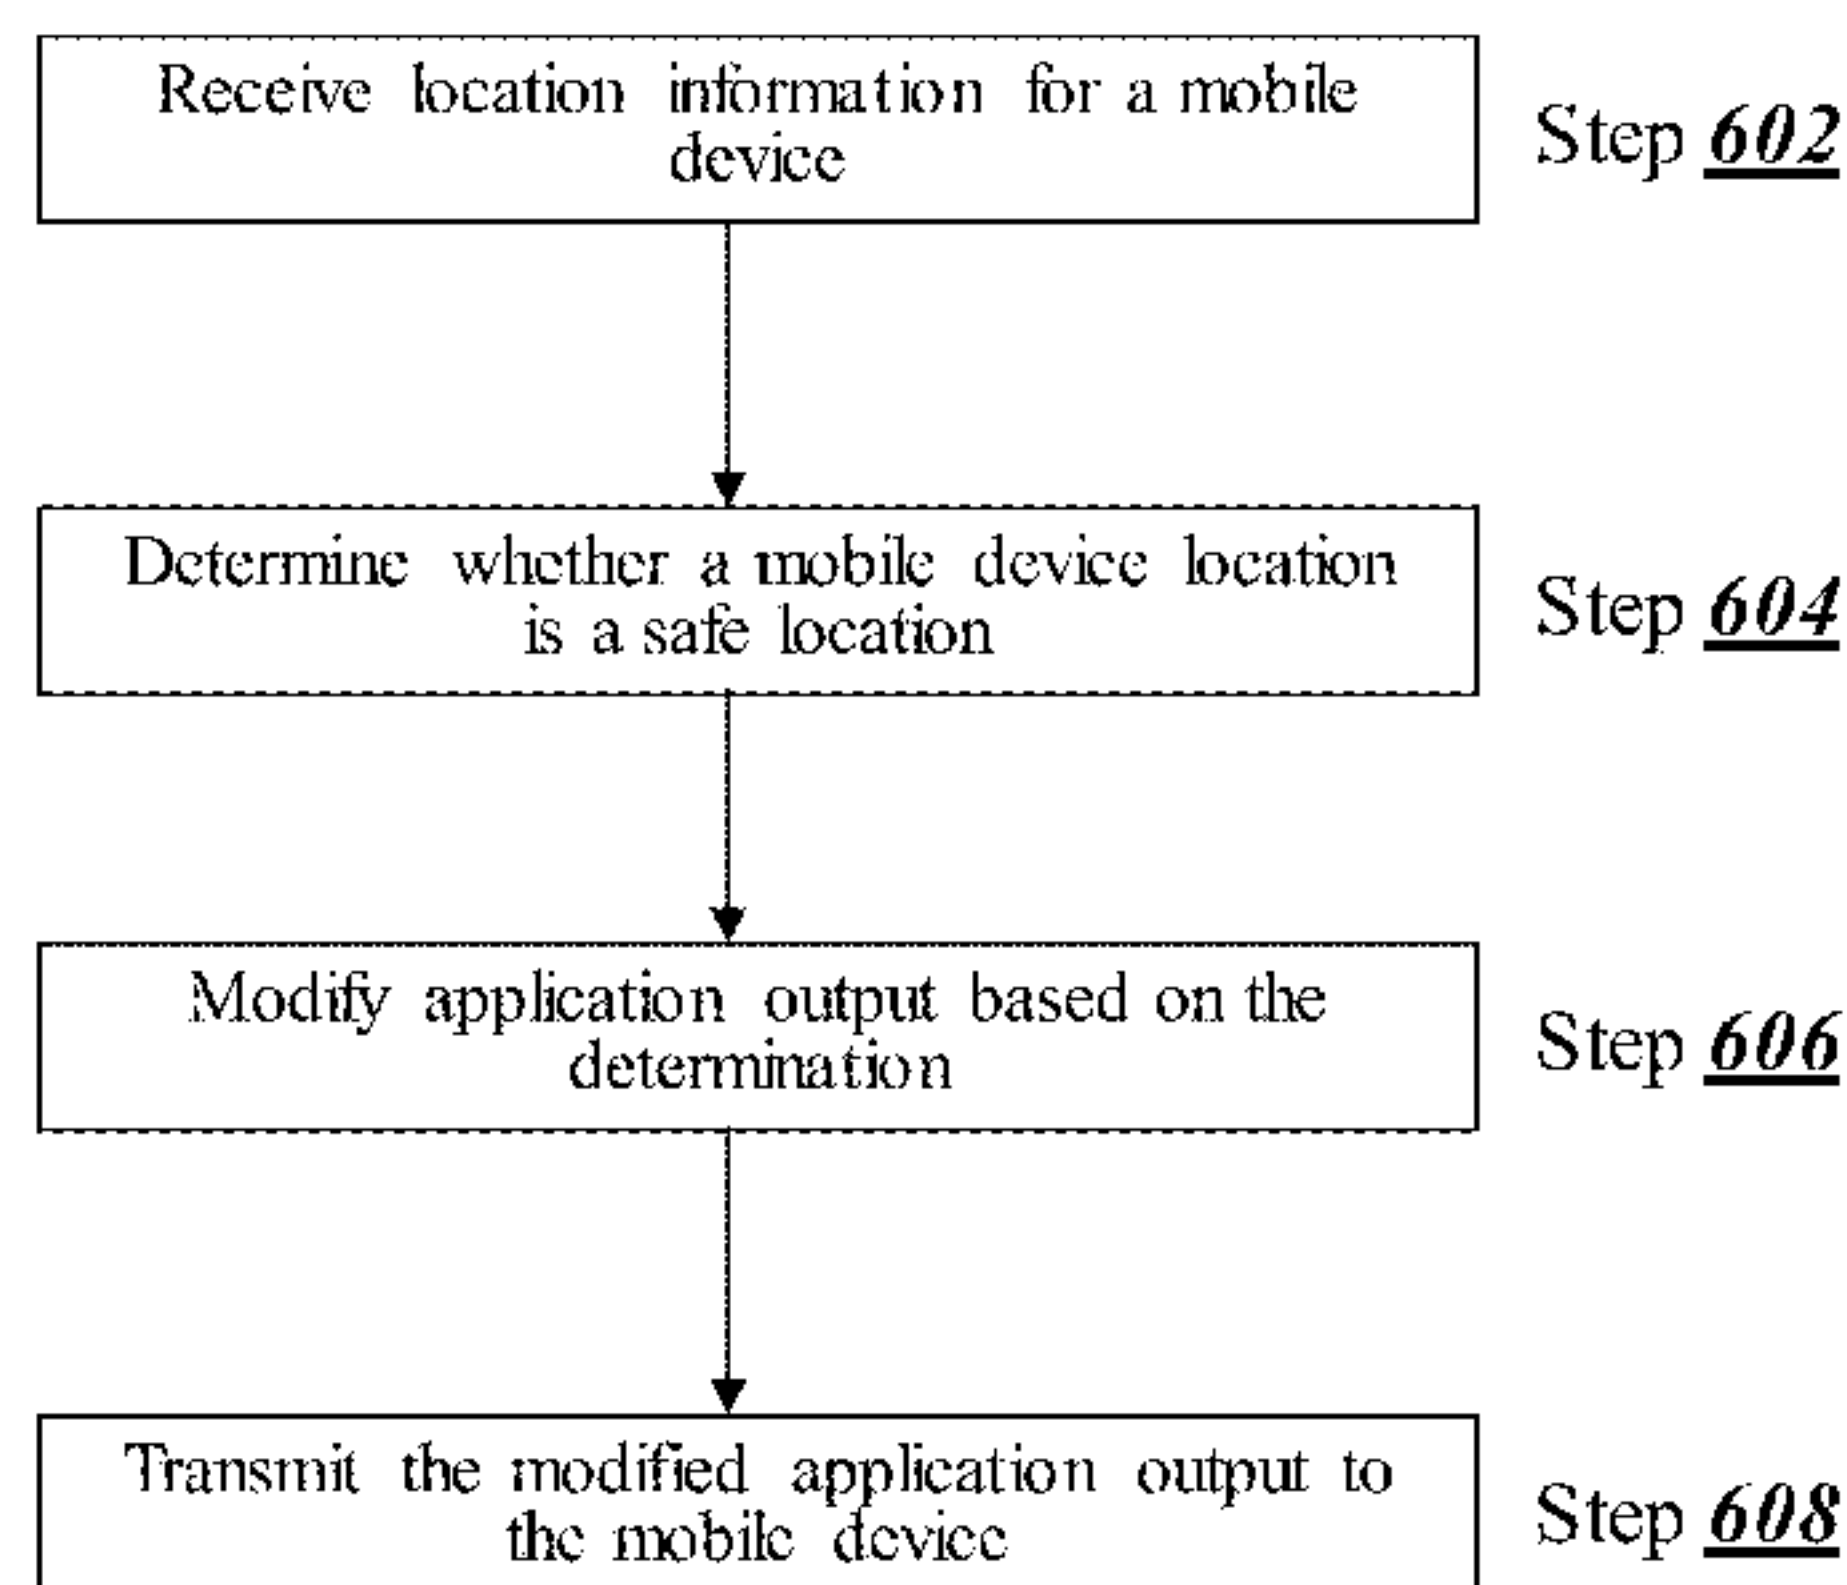 Receive location information for a mobile
device
Step 602
Determine whether a mobile device location
is a safe location
Step 604
Modify application output based on the
determination
Step 606
Transmit the modified application output to
the mobile device
Step 608